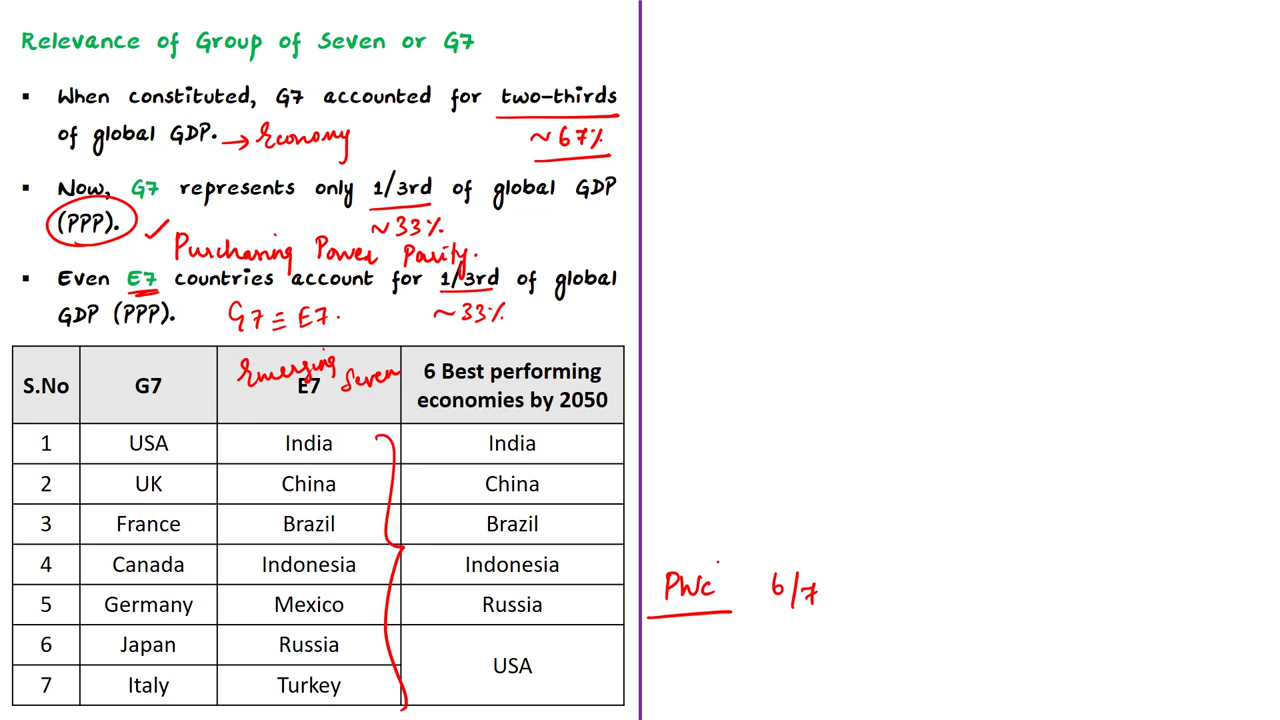 Relevance of Group of Seven or G7
▪ When constituted, G7 accounted for two-thirds
of global GDP. → Economy ~67%
▪ Now, G7 represents only 1/3rd of global GDP
(PPP). ✓ ~33%
Purchasing Power Parity.
▪ Even E7 countries account for 1/3rd of global
GDP (PPP). G7 ≡ E7. ~33%
Emerging Seven
S.No G7 E7 6 Best performing
economies by 2050
1 USA India India
2 UK China China
3 France Brazil Brazil
4 Canada Indonesia Indonesia
5 Germany Mexico Russia
6 Japan Russia USA
7 Italy Turkey
PWC 6/7